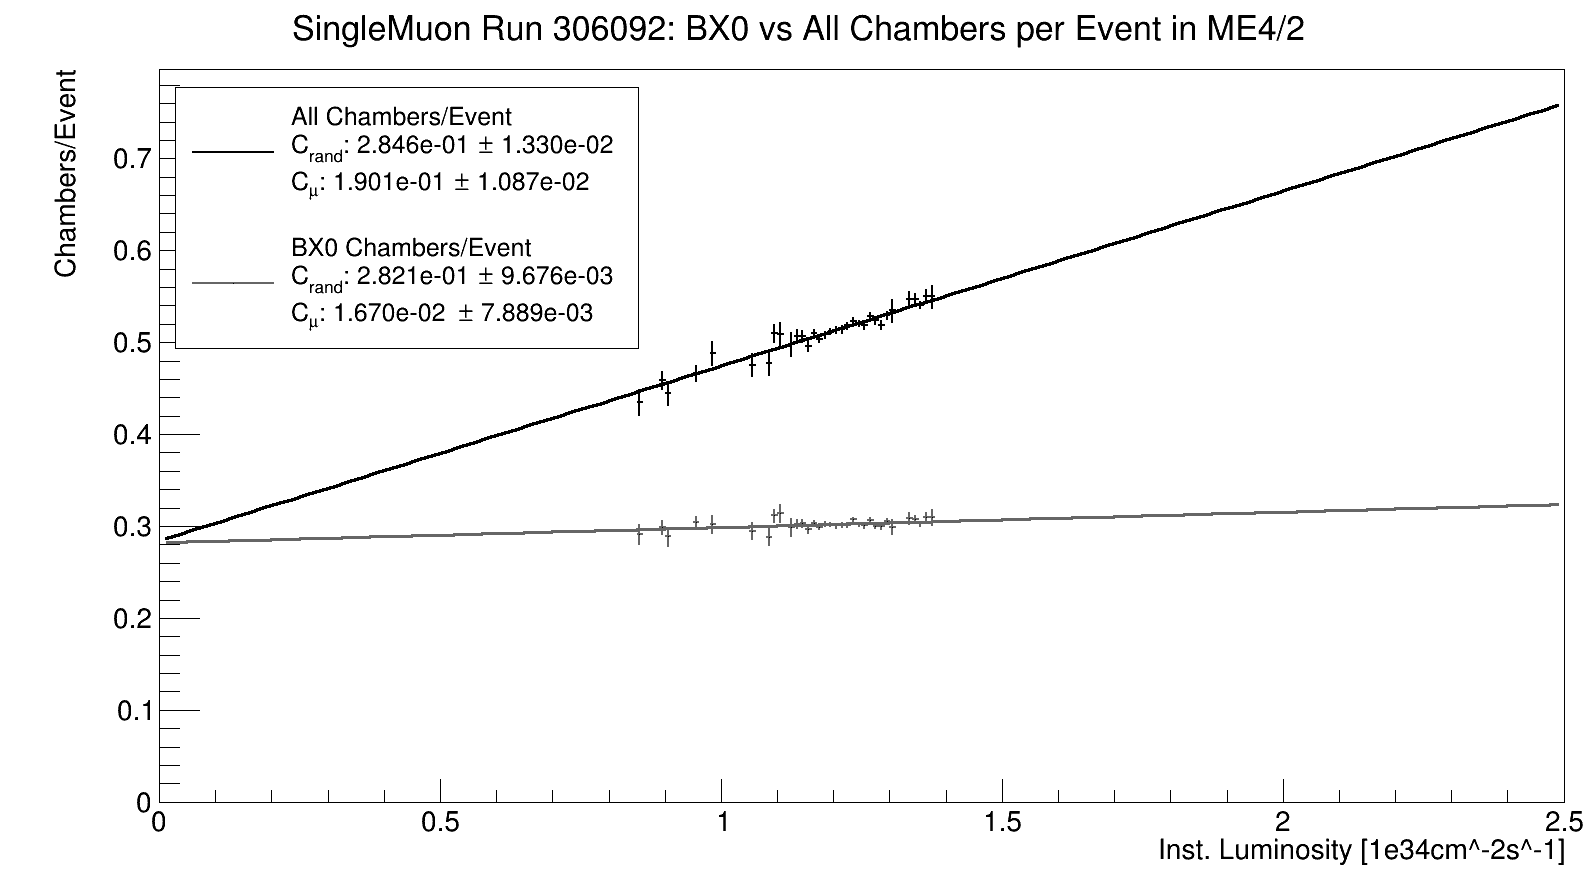 SingleMuon Run 306092: BX0 vs All Chambers per Event in ME4/2
Chambers/Event
All Chambers/Event
C_rand: 2.846e-01 ± 1.330e-02
C_μ: 1.901e-01 ± 1.087e-02
BX0 Chambers/Event
C_rand: 2.821e-01 ± 9.676e-03
C_μ: 1.670e-02 ± 7.889e-03
0.7
0.6
0.5
0.4
0.3
0.2
0.1
0
0 0.5 1 1.5 2 2.5
Inst. Luminosity [1e34cm^-2s^-1]